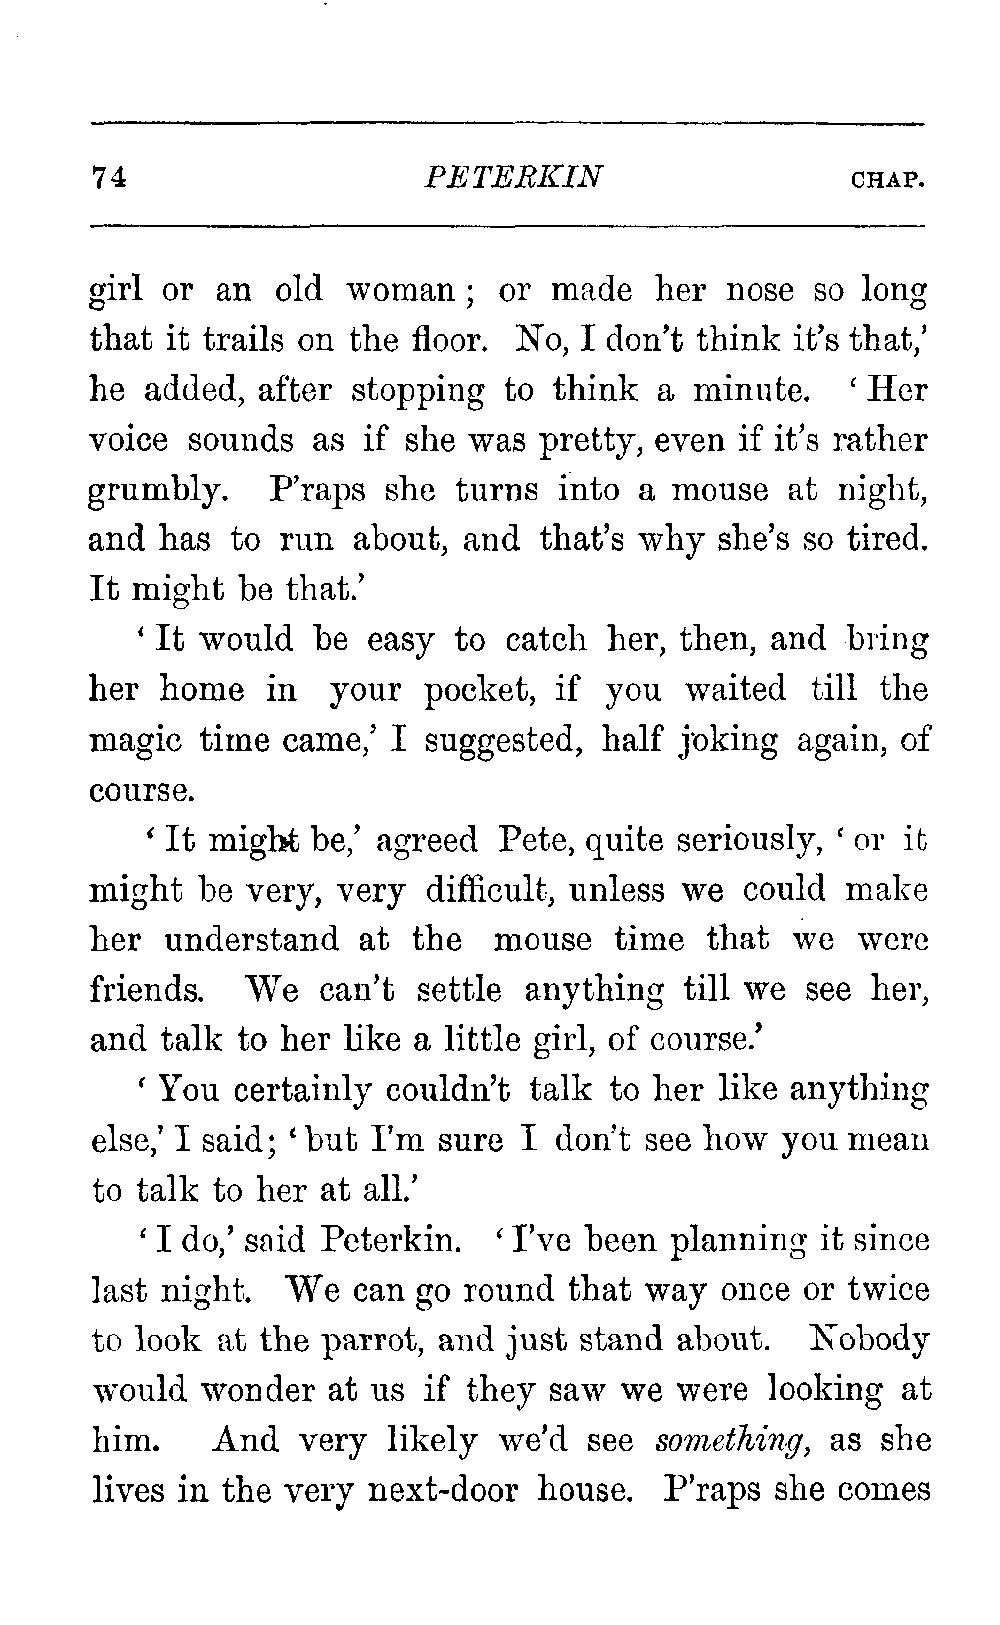 74 PETERKIN CHAP.
girl or an old woman ; or made her nose so long
that it trails on the floor. No, I don't think it's that,'
he added, after stopping to think a minute. ‘ Her
voice sounds as if she was pretty, even if it's rather
grumbly. P'raps she turns into a mouse at night,
and has to run about, and that's why she's so tired.
It might be that.'
‘ It would be easy to catch her, then, and bring
her home in your pocket, if you waited till the
magic time came,' I suggested, half joking again, of
course.
‘ It might be,' agreed Pete, quite seriously, ‘ or it
might be very, very difficult, unless we could make
her understand at the mouse time that we were
friends. We can't settle anything till we see her,
and talk to her like a little girl, of course.'
‘ You certainly couldn't talk to her like anything
else,' I said; ‘ but I'm sure I don't see how you mean
to talk to her at all.'
‘ I do,' said Peterkin. ‘ I've been planning it since
last night. We can go round that way once or twice
to look at the parrot, and just stand about. Nobody
would wonder at us if they saw we were looking at
him. And very likely we'd see something, as she
lives in the very next-door house. P'raps she comes